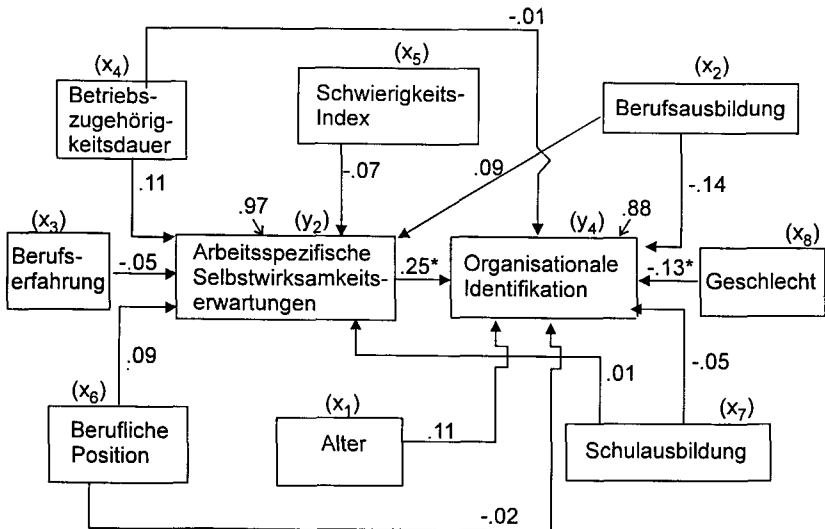 -.01
(x4)
Betriebs-
zugehörig-
keitsdauer
(x5)
Schwierigkeits-
Index
(x2)
Berufsausbildung
.11
-.07
.09
-.14
(x3)
Berufs-
erfahrung
-.05
.97
(y2)
Arbeitsspezifische
Selbstwirksamkeits-
erwartungen
.25*
(y4)
.88
Organisationale
Identifikation
-.13*
(x8)
Geschlecht
.09
.01
-.05
(x6)
Berufliche
Position
(x1)
Alter
.11
(x7)
Schulausbildung
-.02